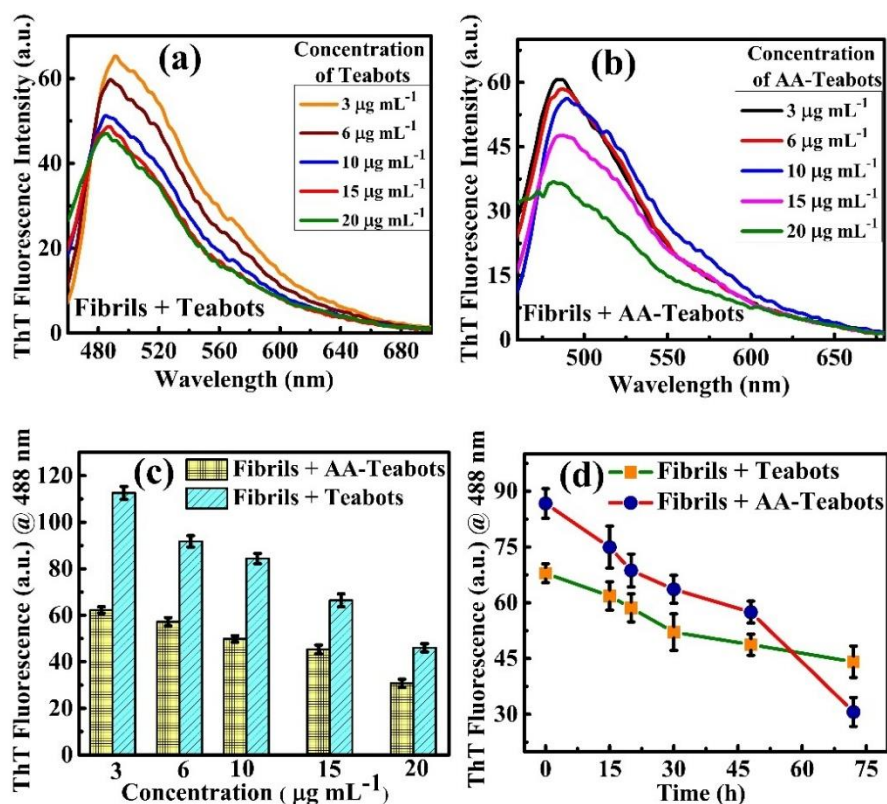 (a)
Concentration
of Teabots
3 µg mL⁻¹
6 µg mL⁻¹
10 µg mL⁻¹
15 µg mL⁻¹
20 µg mL⁻¹
Fibrils + Teabots
ThT Fluorescence Intensity (a.u.)
60
40
20
0
480 520 560 600 640 680
Wavelength (nm)
(b)
Concentration
of AA-Teabots
3 µg mL⁻¹
6 µg mL⁻¹
10 µg mL⁻¹
15 µg mL⁻¹
20 µg mL⁻¹
Fibrils + AA-Teabots
ThT Fluorescence Intensity (a.u.)
60
45
30
15
0
500 550 600 650
Wavelength (nm)
(c)
Fibrils + AA-Teabots
Fibrils + Teabots
ThT Fluorescence (a.u.) @ 488 nm
120
100
80
60
40
20
0
3 6 10 15 20
Concentration ( µg mL⁻¹)
(d)
Fibrils + Teabots
Fibrils + AA-Teabots
ThT Fluorescence (a.u.) @ 488 nm
90
75
60
45
30
0 15 30 45 60 75
Time (h)